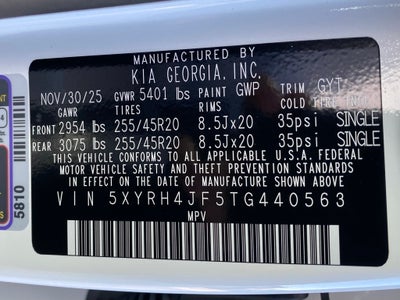 MANUFACTURED BY
KIA GEORGIA, INC.
NOV/30/25 GVWR 5401 lbs PAINT GWP TRIM GYT
GAWR TIRES RIMS COLD TIRE
FRONT 2954 lbs 255/45R20 8.5Jx20 35psi SINGLE
REAR 3075 lbs 255/45R20 8.5Jx20 35psi SINGLE
THIS VEHICLE CONFORMS TO ALL APPLICABLE U.S.A. FEDERAL
MOTOR VEHICLE SAFETY AND THEFT PREVENTION STANDARDS
IN EFFECT ON THE DATE OF MANUFACTURE SHOWN ABOVE.
VIN 5XYRH4JF5TG440563
MPV
5810